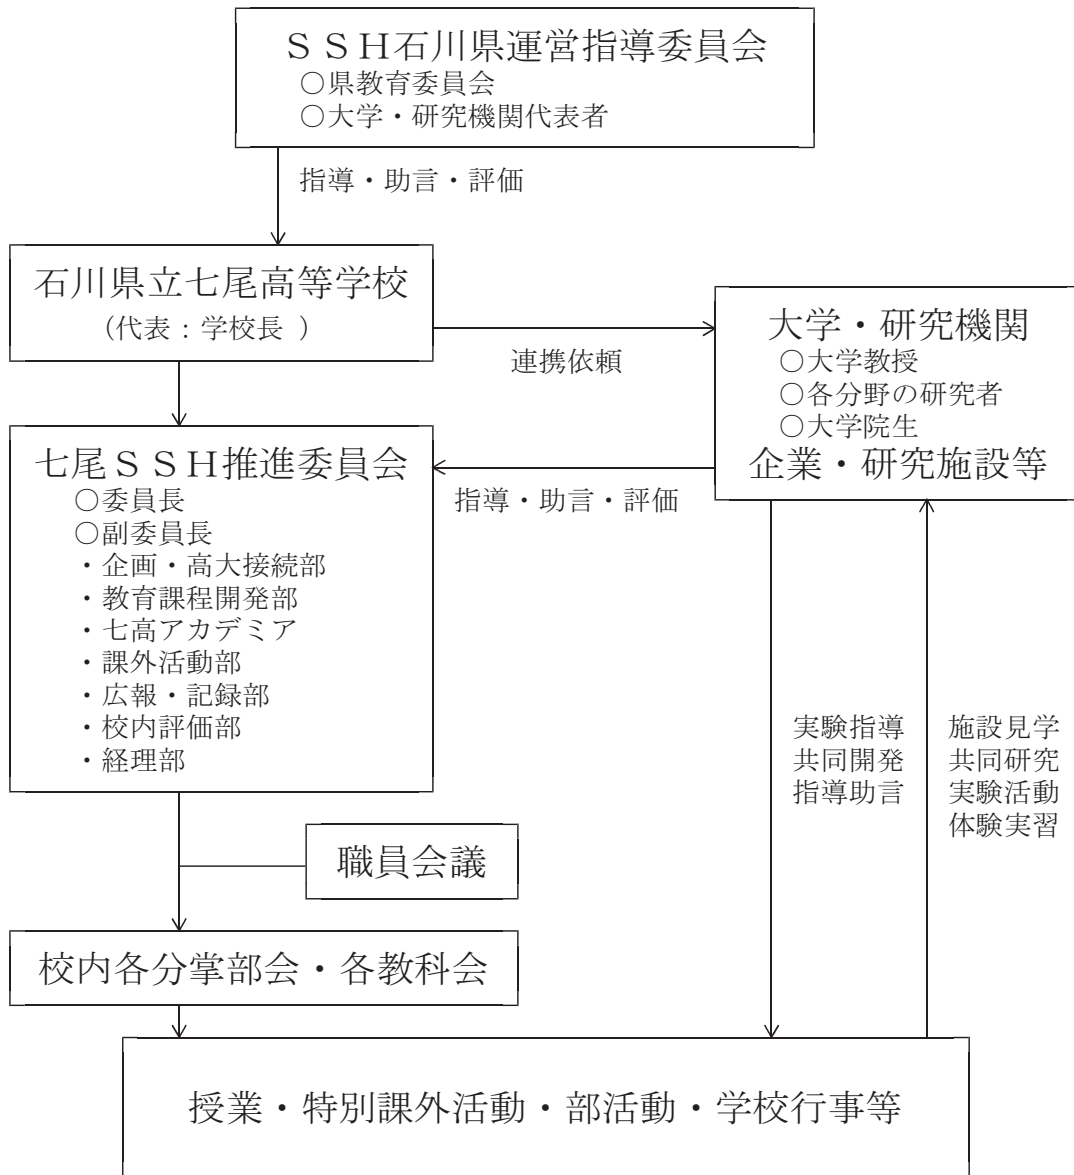 ＳＳＨ石川県運営指導委員会
○県教育委員会
○大学・研究機関代表者
指導・助言・評価
石川県立七尾高等学校
（代表：学校長 ）
連携依頼
大学・研究機関
○大学教授
○各分野の研究者
○大学院生
企業・研究施設等
指導・助言・評価
七尾ＳＳＨ推進委員会
○委員長
○副委員長
・企画・高大接続部
・教育課程開発部
・七高アカデミア
・課外活動部
・広報・記録部
・校内評価部
・経理部
実験指導
共同開発
指導助言
施設見学
共同研究
実験活動
体験実習
職員会議
校内各分掌部会・各教科会
授業・特別課外活動・部活動・学校行事等